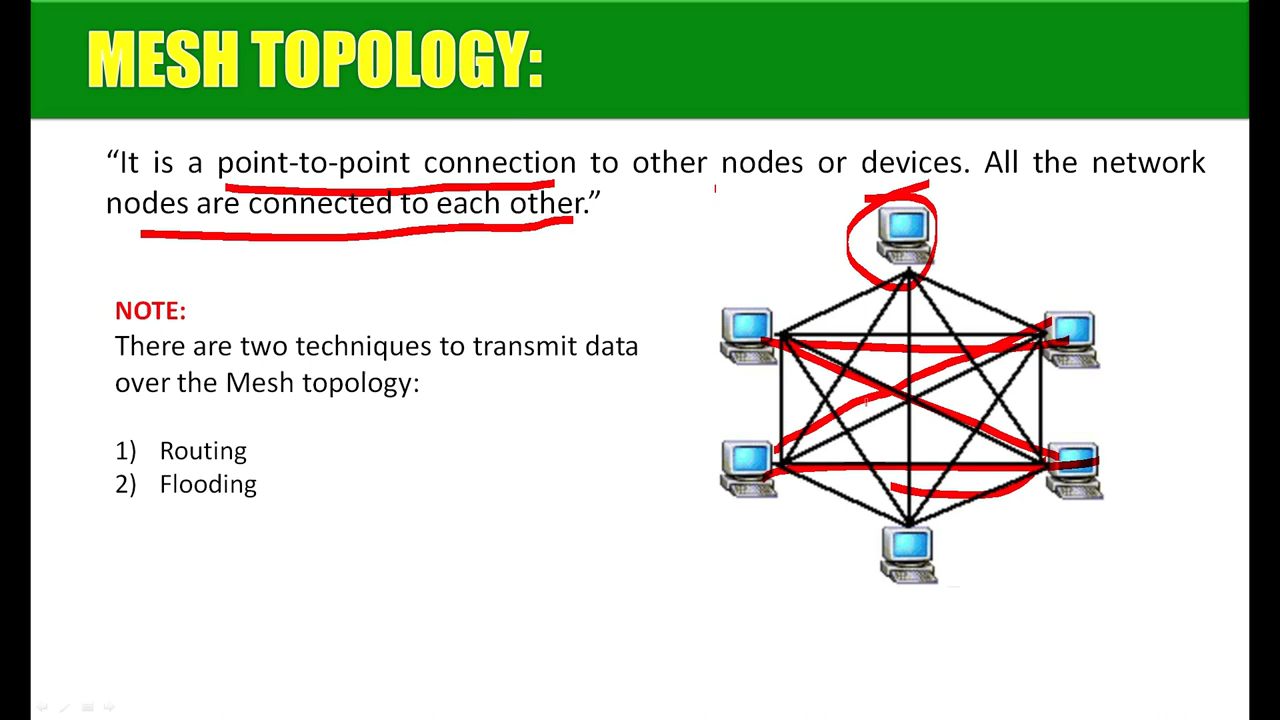 MESH TOPOLOGY:
“It is a point-to-point connection to other nodes or devices. All the network
nodes are connected to each other.”
NOTE:
There are two techniques to transmit data
over the Mesh topology:
1) Routing
2) Flooding